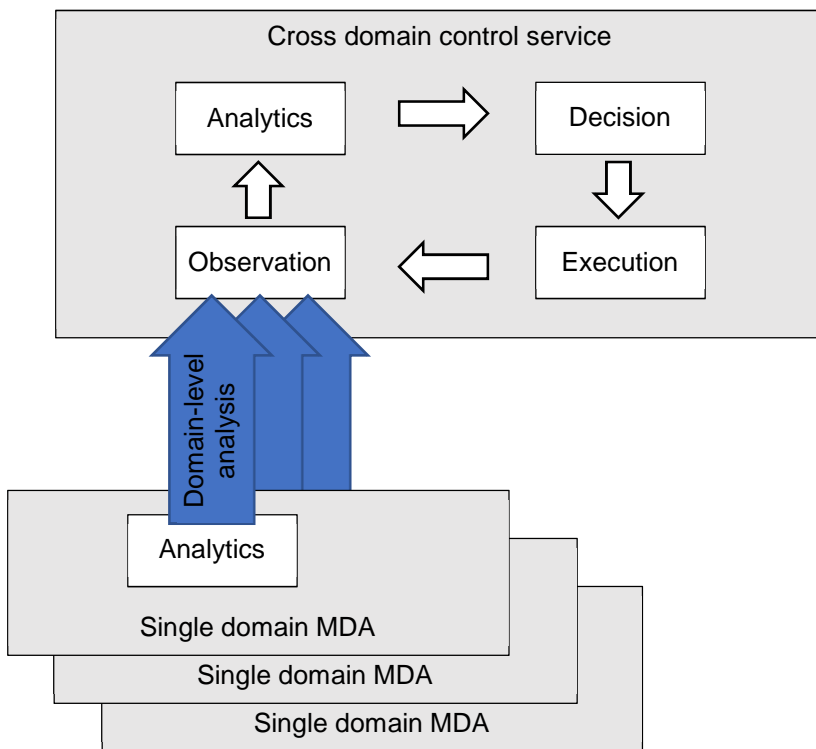 Cross domain control service
Analytics
Decision
Observation
Execution
Domain-level
analysis
Analytics
Single domain MDA
Single domain MDA
Single domain MDA